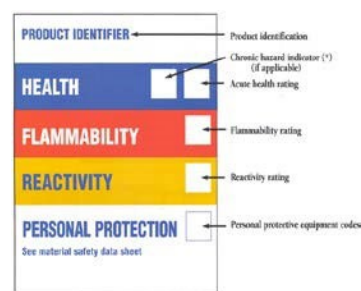 PRODUCT IDENTIFIER
Product identification
Chronic hazard indicator (*)
(if applicable)
HEALTH
Acute health rating
FLAMMABILITY
Flammability rating
REACTIVITY
Reactivity rating
PERSONAL PROTECTION
Personal protective equipment codes
See material safety data sheet